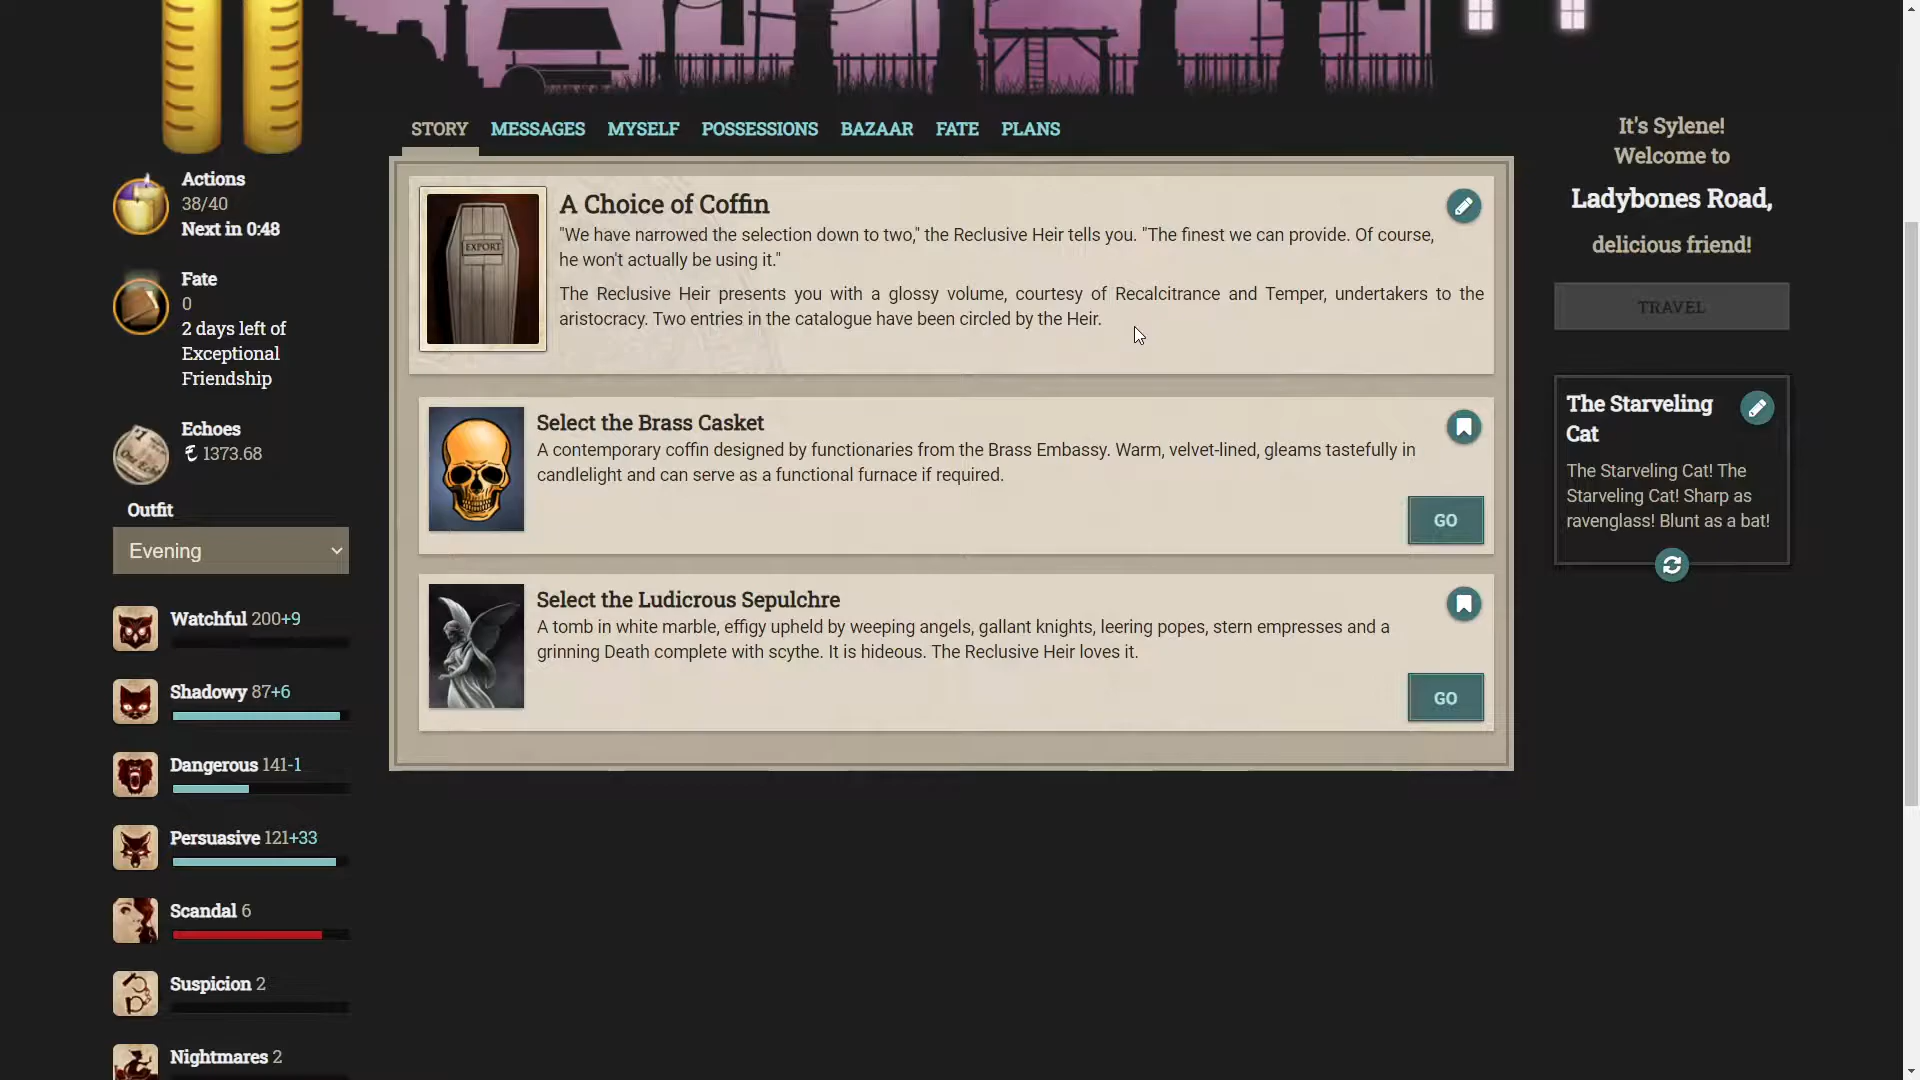 STORY MESSAGES MYSELF POSSESSIONS BAZAAR FATE PLANS
Actions
38/40
Next in 0:48
Fate
0
2 days left of
Exceptional
Friendship
Echoes
1373.68
Outfit
Evening
Watchful 200+9
Shadowy 87+6
Dangerous 141-1
Persuasive 121+33
Scandal 6
Suspicion 2
Nightmares 2
EXPORT
A Choice of Coffin
"We have narrowed the selection down to two," the Reclusive Heir tells you. "The finest we can provide. Of course,
he won't actually be using it."
The Reclusive Heir presents you with a glossy volume, courtesy of Recalcitrance and Temper, undertakers to the
aristocracy. Two entries in the catalogue have been circled by the Heir.
Select the Brass Casket
A contemporary coffin designed by functionaries from the Brass Embassy. Warm, velvet-lined, gleams tastefully in
candlelight and can serve as a functional furnace if required.
GO
Select the Ludicrous Sepulchre
A tomb in white marble, effigy upheld by weeping angels, gallant knights, leering popes, stern empresses and a
grinning Death complete with scythe. It is hideous. The Reclusive Heir loves it.
GO
It's Sylene!
Welcome to
Ladybones Road,
delicious friend!
TRAVEL
The Starveling
Cat
The Starveling Cat! The
Starveling Cat! Sharp as
ravenglass! Blunt as a bat!